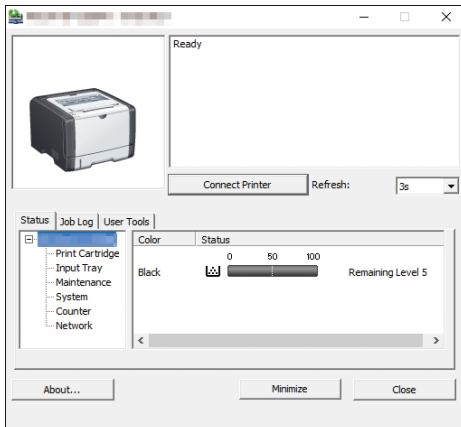 Ready
Connect Printer Refresh: 3s
Status Job Log User Tools
Print Cartridge
Input Tray
Maintenance
System
Counter
Network
Color Status
0 50 100
Black Remaining Level 5
About... Minimize Close